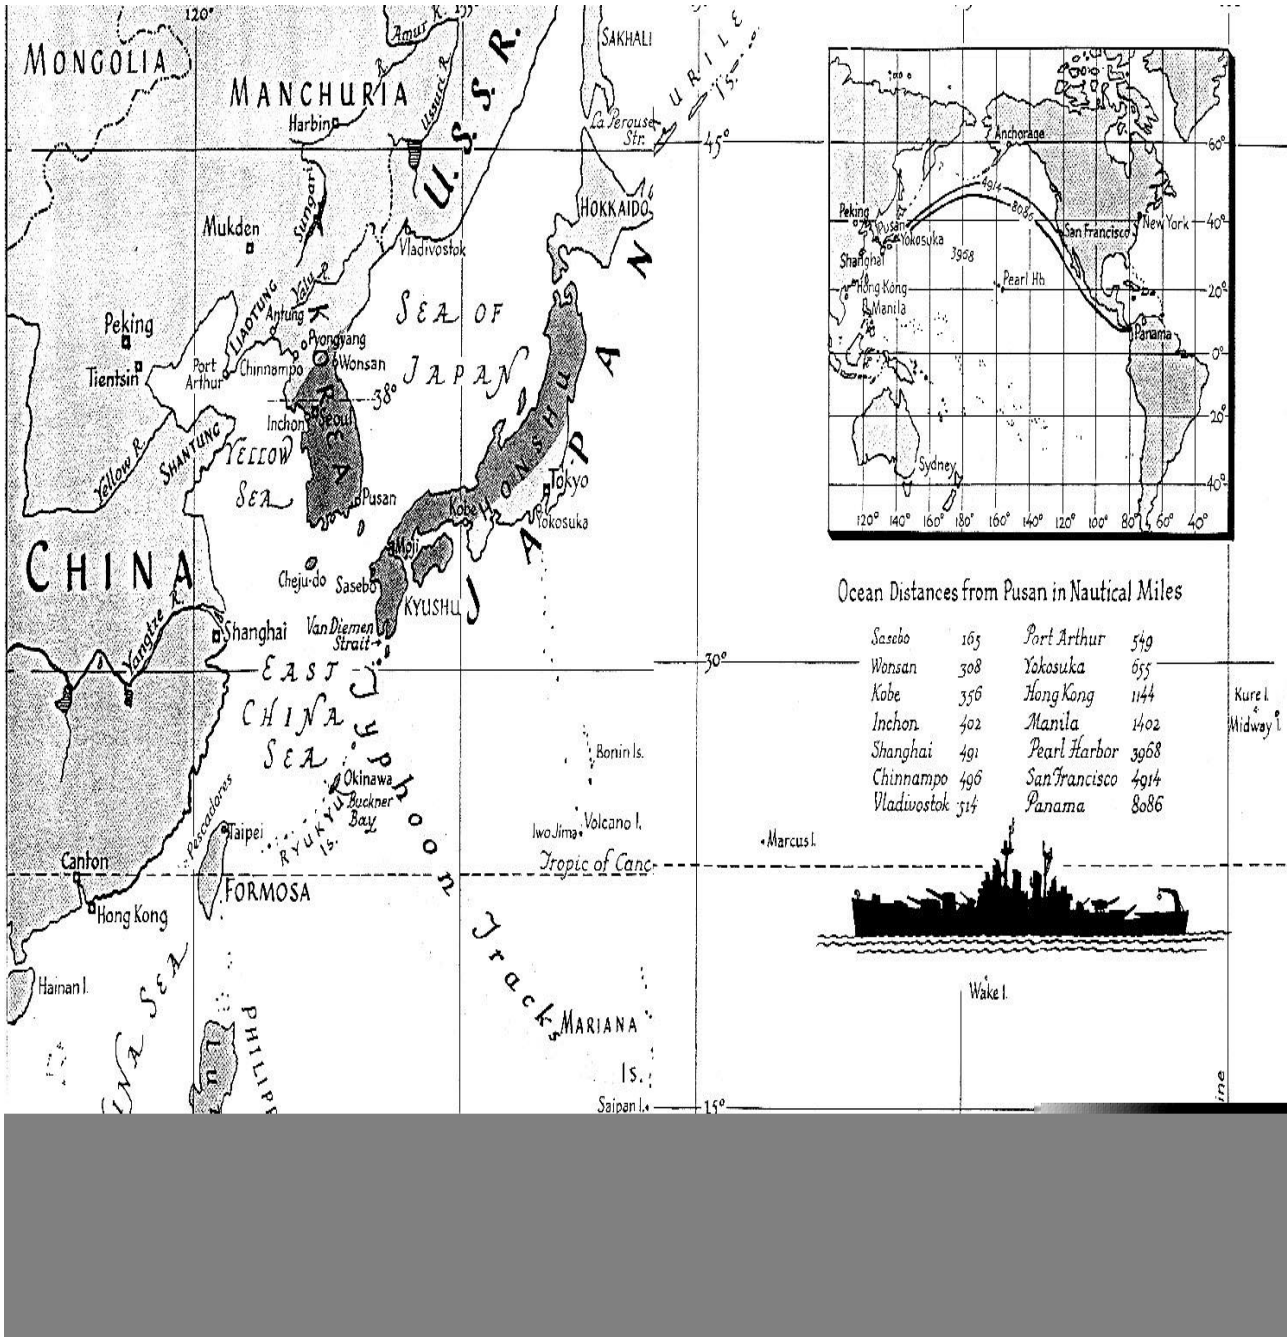 120°
135°
Amur R.
MONGOLIA
MANCHURIA
Harbin
Ussuri R.
U.S.S.R.
SAKHALI
La Perouse
Str.
KURILE
Is.
45°
HOKKAIDO
Mukden
Sungari
R.
Vladivostok
Yalu R.
LIAOTUNG
Antung
KOREA
SEA OF
JAPAN
JAPAN
Peking
Tientsin
Port
Arthur
Chinnampo
Pyongyang
Wonsan
38°
Inchon
Seoul
YELLOW
SEA
Yellow R.
SHANTUNG
HONSHU
Tokyo
Yokosuka
Kobe
Pusan
Moji
CHINA
Cheju-do
Sasebo
KYUSHU
Yangtze R.
Shanghai
Van Diemen
Strait
30°
EAST
CHINA
SEA
Typhoon Tracks
Bonin Is.
Okinawa
Buckner
Bay
RYUKYU
Is.
Pescadores
Taipei
Iwo Jima
Volcano I.
Tropic of Canc
Canton
FORMOSA
Hong Kong
Hainan I.
INA SEA
PHILIPP
LU
MARIANA
Is.
Saipan I.
15°
Anchorage
60°
4914
8086
Peking
Pusan
Yokosuka
San Francisco
New York
40°
Shanghai
3968
Hong Kong
Pearl Hb
20°
Manila
Panama
0°
20°
Sydney
40°
120° 140° 160° 180° 160° 140° 120° 100° 80° 60° 40°
Ocean Distances from Pusan in Nautical Miles
Sasebo 165 Port Arthur 549
Wonsan 308 Yokosuka 655
Kobe 356 Hong Kong 1144
Inchon 402 Manila 1402
Shanghai 491 Pearl Harbor 3968
Chinnampo 496 San Francisco 4914
Vladivostok 514 Panama 8086
Kure I.
Midway I.
Marcus I.
Wake I.
ine